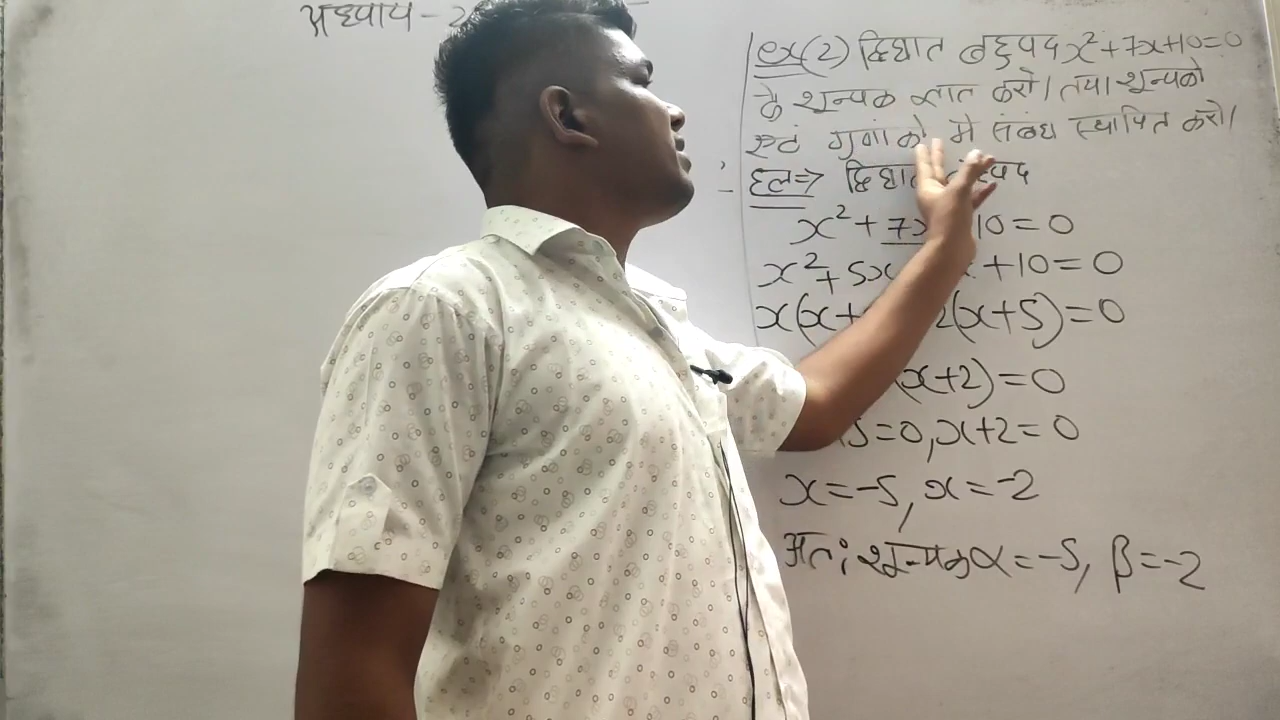 अध्याय - 2
ex(2) द्विघात बहुपद x² + 7x + 10 = 0
के शून्यक ज्ञात करो। तथा शून्यको
एवं गुणांको में संबंध स्थापित करो।
हल => द्विघात बहुपद
x² + 7x 10 = 0
x² + 5x x + 10 = 0
x(x+ 2(x+5) = 0
(x+2) = 0
5 = 0, x+2 = 0
x = -5, x = -2
अतः शून्यक α = -5, β = -2